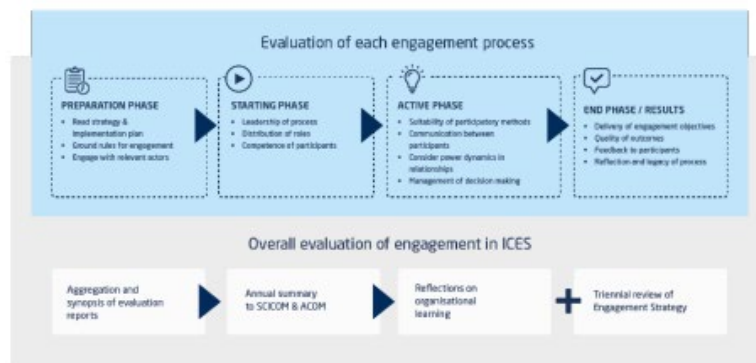 Evaluation of each engagement process
PREPARATION PHASE
• Read strategy &
implementation plan
• Ground rules for engagement
• Engage with relevant actors
STARTING PHASE
• Leadership of process
• Distribution of roles
• Competence of participants
ACTIVE PHASE
• Suitability of participatory methods
• Communication between
participants
• Consider power dynamics in
relationships
• Management of decision making
END PHASE / RESULTS
• Delivery of engagement objectives
• Quality of outcomes
• Feedback to participants
• Reflection and legacy of process
Overall evaluation of engagement in ICES
Aggregation and
synopsis of evaluation
reports
Annual summary
to SCICOM & ACOM
Reflections on
organisational
learning
+
Triennial review of
Engagement Strategy